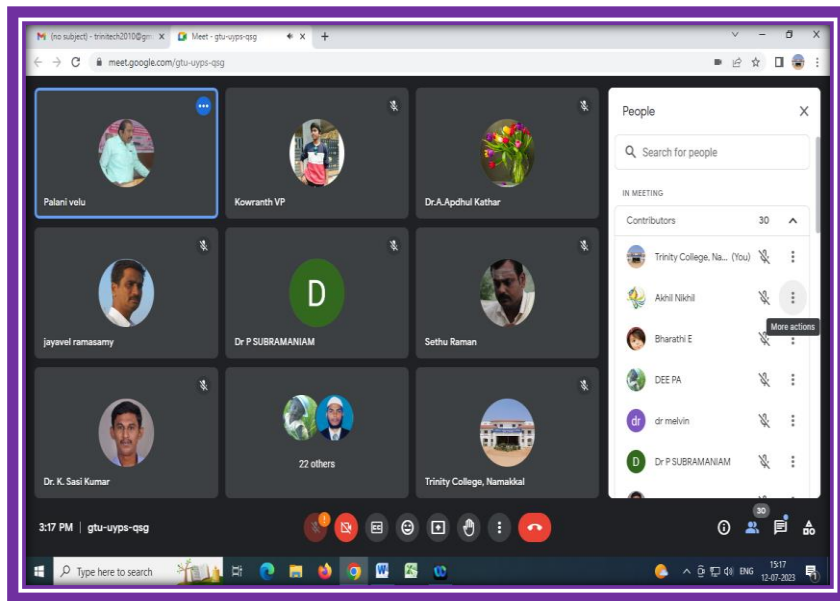 (no subject) - trinitech2010@gm
Meet - gtu-uyps-qsg
meet.google.com/gtu-uyps-qsg
Palani velu
Kowranth VP
Dr.A.Apdhul Kathar
jayavel ramasamy
D
Dr P SUBRAMANIAM
Sethu Raman
Dr. K. Sasi Kumar
22 others
Trinity College, Namakkal
People
Search for people
IN MEETING
Contributors 30
Trinity College, Na... (You)
Akhil Nikhil
More actions
Bharathi E
DEE PA
dr dr melvin
D Dr P SUBRAMANIAM
3:17 PM | gtu-uyps-qsg
CC
30
Type here to search
ENG
15:17
12-07-2023